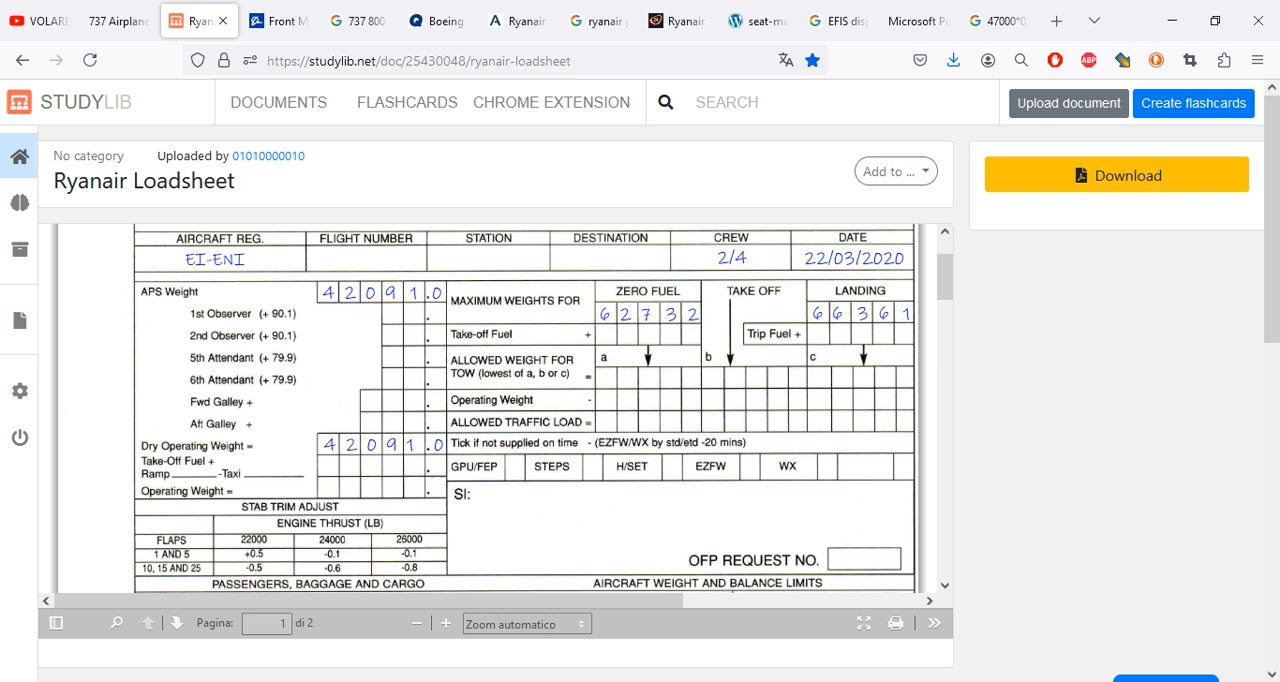 VOLARE
737 Airplane
Ryan
Front M
737 800
Boeing
Ryanair
ryanair
Ryanair
seat-ma
EFIS disp
Microsoft Po
47000*0,
https://studylib.net/doc/25430048/ryanair-loadsheet
ABP
STUDYLIB
DOCUMENTS FLASHCARDS CHROME EXTENSION SEARCH
Upload document Create flashcards
No category Uploaded by 01010000010
Ryanair Loadsheet
Add to ...
Download
AIRCRAFT REG. FLIGHT NUMBER STATION DESTINATION CREW DATE
EI-ENI 2/4 22/03/2020
APS Weight 42091.0
1st Observer (+ 90.1) .
2nd Observer (+ 90.1) .
5th Attendant (+ 79.9) .
6th Attendant (+ 79.9) .
Fwd Galley + .
Aft Galley + .
Dry Operating Weight = 42091.0
Take-Off Fuel +
Ramp -Taxi .
Operating Weight = .
MAXIMUM WEIGHTS FOR ZERO FUEL TAKE OFF LANDING
62732 66361
Take-off Fuel + Trip Fuel +
ALLOWED WEIGHT FOR a b c
TOW (lowest of a, b or c) =
Operating Weight -
ALLOWED TRAFFIC LOAD =
Tick if not supplied on time - (EZFW/WX by std/etd -20 mins)
GPU/FEP STEPS H/SET EZFW WX
SI:
OFP REQUEST NO.
STAB TRIM ADJUST
ENGINE THRUST (LB)
FLAPS 22000 24000 26000
1 AND 5 +0.5 -0.1 -0.1
10, 15 AND 25 -0.5 -0.6 -0.8
PASSENGERS, BAGGAGE AND CARGO AIRCRAFT WEIGHT AND BALANCE LIMITS
Pagina: 1 di 2
Zoom automatico